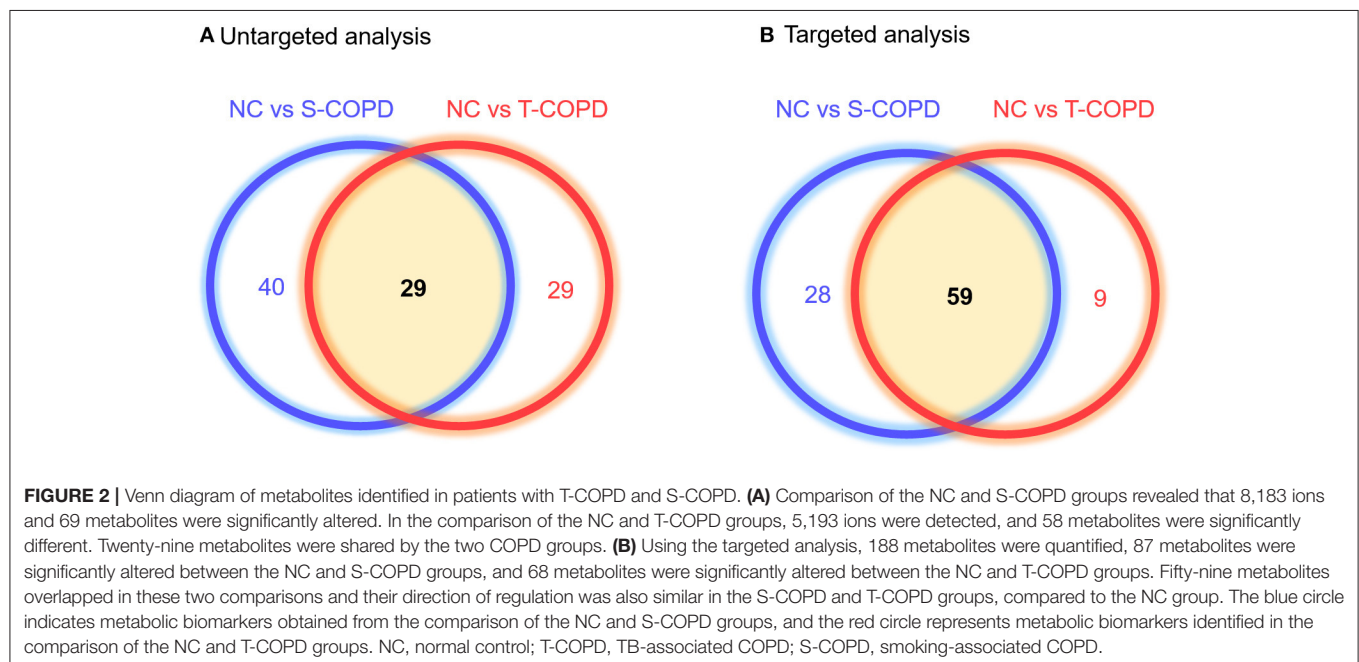 A Untargeted analysis
B Targeted analysis
NC vs S-COPD
NC vs T-COPD
NC vs S-COPD
NC vs T-COPD
40
29
29
28
59
9
FIGURE 2 | Venn diagram of metabolites identified in patients with T-COPD and S-COPD. (A) Comparison of the NC and S-COPD groups revealed that 8,183 ions
and 69 metabolites were significantly altered. In the comparison of the NC and T-COPD groups, 5,193 ions were detected, and 58 metabolites were significantly
different. Twenty-nine metabolites were shared by the two COPD groups. (B) Using the targeted analysis, 188 metabolites were quantified, 87 metabolites were
significantly altered between the NC and S-COPD groups, and 68 metabolites were significantly altered between the NC and T-COPD groups. Fifty-nine metabolites
overlapped in these two comparisons and their direction of regulation was also similar in the S-COPD and T-COPD groups, compared to the NC group. The blue circle
indicates metabolic biomarkers obtained from the comparison of the NC and S-COPD groups, and the red circle represents metabolic biomarkers identified in the
comparison of the NC and T-COPD groups. NC, normal control; T-COPD, TB-associated COPD; S-COPD, smoking-associated COPD.